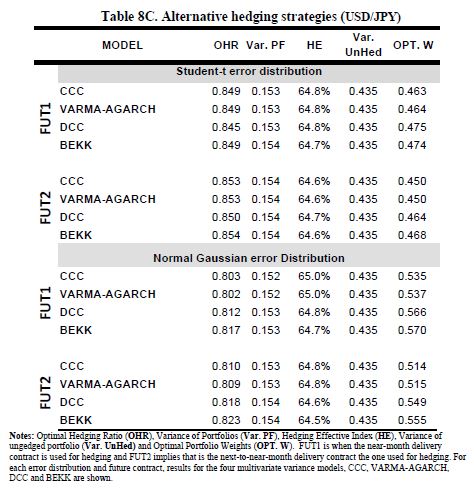 Table 8C. Alternative hedging strategies (USD/JPY)
MODEL OHR Var. PF HE Var. UnHed OPT. W
Student-t error distribution
FUT1
CCC 0.849 0.153 64.8% 0.435 0.463
VARMA-AGARCH 0.849 0.153 64.8% 0.435 0.464
DCC 0.845 0.153 64.8% 0.435 0.475
BEKK 0.849 0.154 64.7% 0.435 0.474
FUT2
CCC 0.853 0.154 64.6% 0.435 0.450
VARMA-AGARCH 0.853 0.154 64.6% 0.435 0.450
DCC 0.850 0.154 64.7% 0.435 0.464
BEKK 0.854 0.154 64.6% 0.435 0.468
Normal Gaussian error Distribution
FUT1
CCC 0.803 0.152 65.0% 0.435 0.535
VARMA-AGARCH 0.802 0.152 65.0% 0.435 0.537
DCC 0.812 0.153 64.8% 0.435 0.566
BEKK 0.817 0.153 64.7% 0.435 0.570
FUT2
CCC 0.810 0.153 64.8% 0.435 0.514
VARMA-AGARCH 0.809 0.153 64.8% 0.435 0.515
DCC 0.818 0.154 64.6% 0.435 0.549
BEKK 0.823 0.154 64.5% 0.435 0.555
Notes: Optimal Hedging Ratio (OHR), Variance of Portfolios (Var. PF), Hedging Effective Index (HE), Variance of
ungedged portfolio (Var. UnHed) and Optimal Portfolio Weights (OPT. W). FUT1 is when the near-month delivery
contract is used for hedging and FUT2 implies that is the next-to-near-month delivery contract the one used for hedging. For
each error distribution and future contract, results for the four multivariate variance models, CCC, VARMA-AGARCH,
DCC and BEKK are shown.